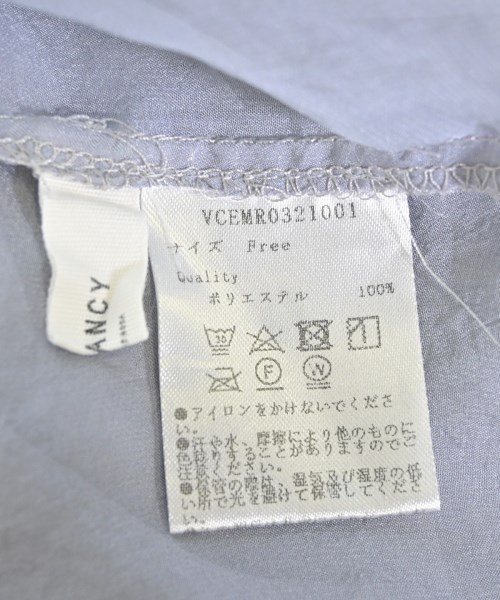 VCEMR0321001
サイズ Free
Quality
ポリエステル 100%
30
F
W
●アイロンをかけないでくださ
い。
●汗や水、摩擦により他のものに
色移りすることがありますのでご
注意ください。
●保管の際は、湿気及び湿度の低
い所で光を避けて保管してくださ
い。
ANCY